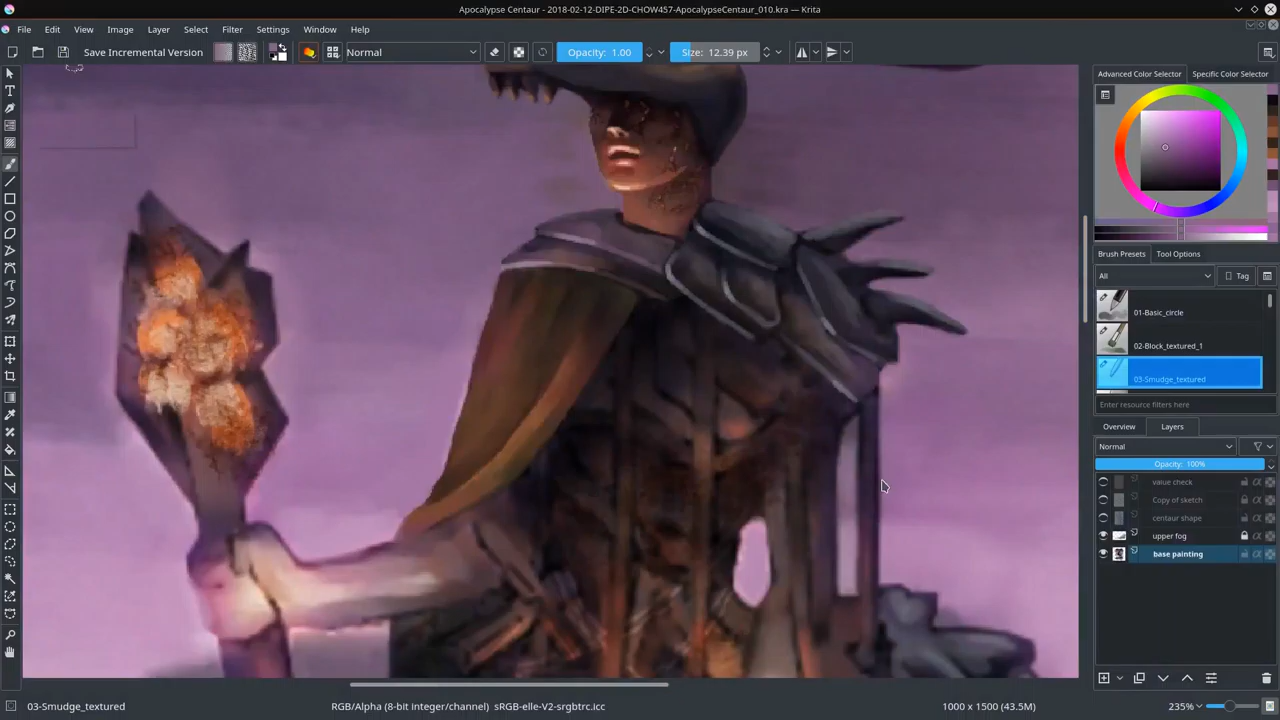 Apocalypse Centaur - 2018-02-12-DIPE-2D-CHOW457-ApocalypseCentaur_010.kra — Krita
File Edit View Image Layer Select Filter Settings Window Help
Save Incremental Version Normal Opacity: 1.00 Size: 12.39 px
Advanced Color Selector Specific Color Selector
Brush Presets Tool Options
All Tag
01-Basic_circle
02-Block_textured_1
03-Smudge_textured
Enter resource filters here
Overview Layers
Normal
Opacity: 100%
value check
Copy of sketch
centaur shape
upper fog
base painting
03-Smudge_textured RGB/Alpha (8-bit integer/channel) sRGB-elle-V2-srgbtrc.icc 1000 x 1500 (43.5M) 235%